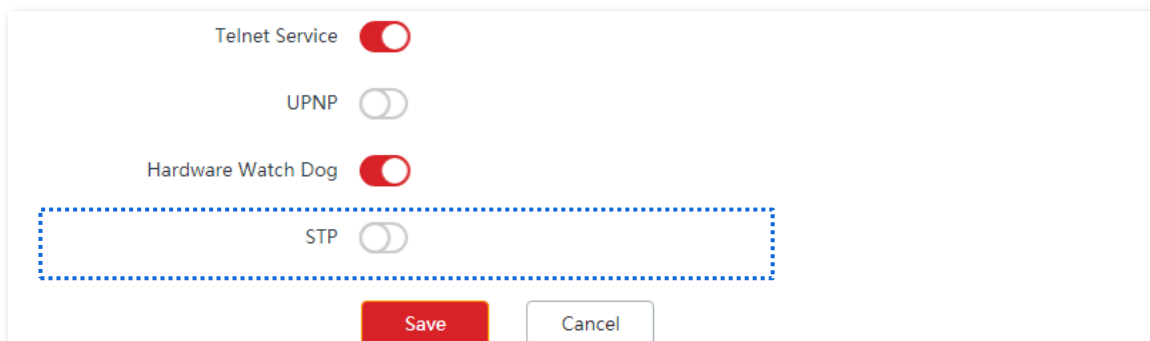 Telnet Service
UPNP
Hardware Watch Dog
STP
Save Cancel